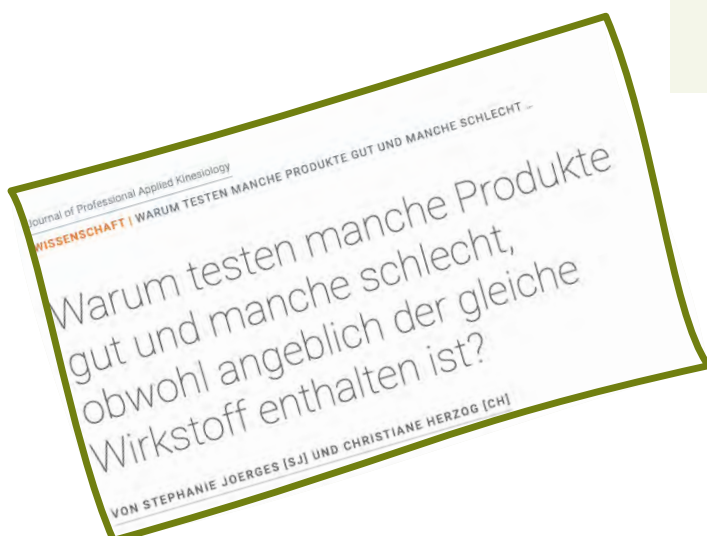 Journal of Professional Applied Kinesiology
WISSENSCHAFT | WARUM TESTEN MANCHE PRODUKTE GUT UND MANCHE SCHLECHT ...
Warum testen manche Produkte
gut und manche schlecht,
obwohl angeblich der gleiche
Wirkstoff enthalten ist?
VON STEPHANIE JOERGES [SJ] UND CHRISTIANE HERZOG [CH]